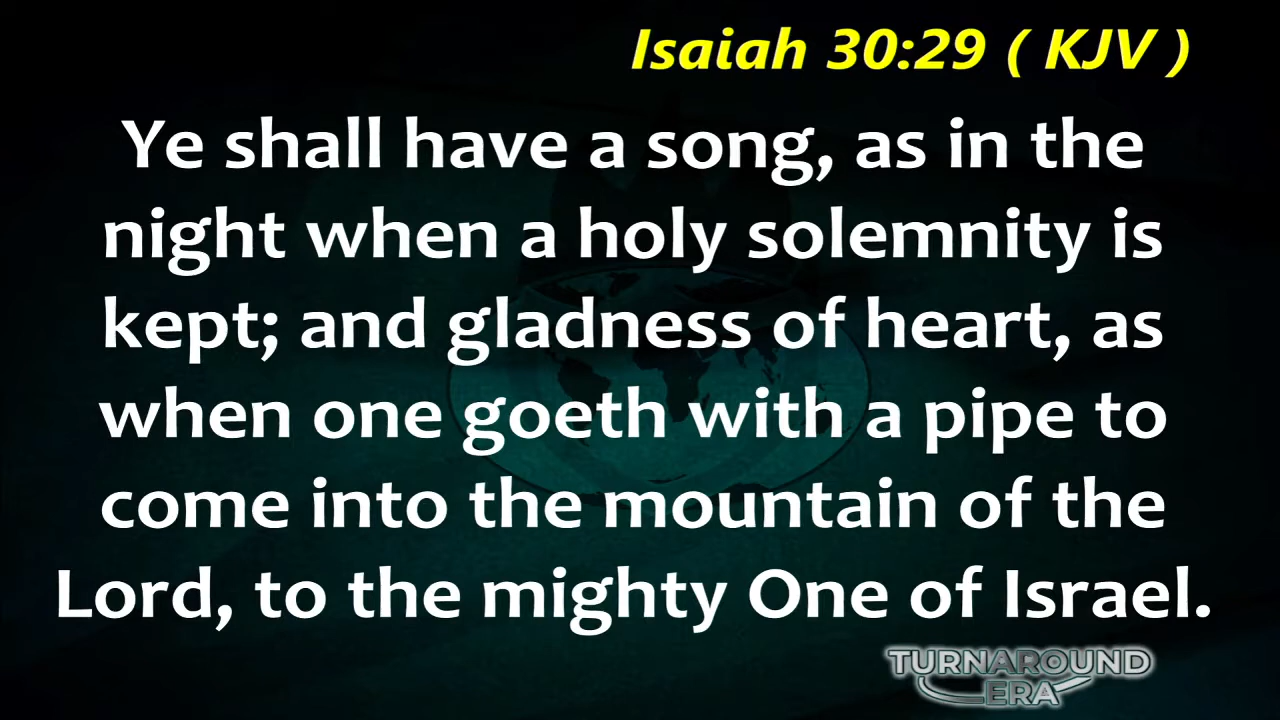 Isaiah 30:29 ( KJV )
Ye shall have a song, as in the
night when a holy solemnity is
kept; and gladness of heart, as
when one goeth with a pipe to
come into the mountain of the
Lord, to the mighty One of Israel.
TURNAROUND
ERA